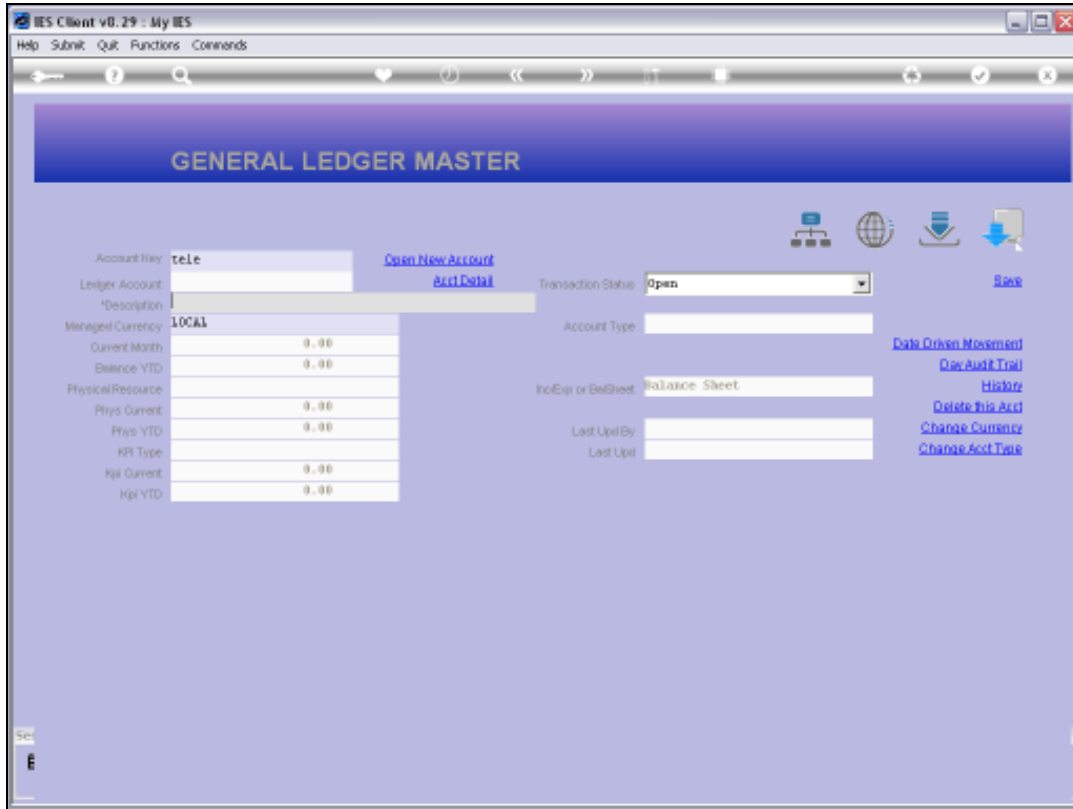 IES Client v8.29 : My IES
Help Submit Quit Functions Commands
GENERAL LEDGER MASTER
Account Key tele Open New Account
Ledger Account Acct Detail Transaction Status Open Save
*Description
Managed Currency LOCAL Account Type
Current Month 0.00 Date Driven Movement
Balance YTD 0.00 Day Audit Trail
Physical Resource Inc/Exp or BalSheet Balance Sheet History
Phys Current 0.00 Delete this Acct
Phys YTD 0.00 Last Upd By Change Currency
KPI Type Last Upd Change Acct Type
Kpi Current 0.00
Kpi YTD 0.00